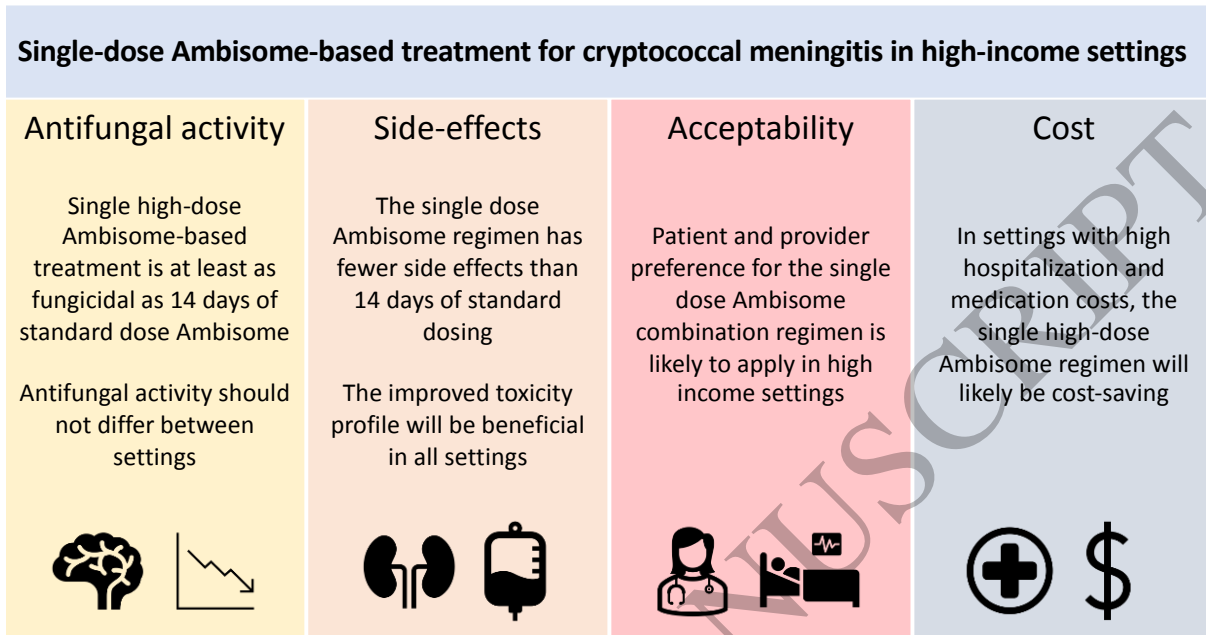 Single-dose Ambisome-based treatment for cryptococcal meningitis in high-income settings
Antifungal activity
Single high-dose
Ambisome-based
treatment is at least as
fungicidal as 14 days of
standard dose Ambisome
Antifungal activity should
not differ between
settings
Side-effects
The single dose
Ambisome regimen has
fewer side effects than
14 days of standard
dosing
The improved toxicity
profile will be beneficial
in all settings
Acceptability
Patient and provider
preference for the single
dose Ambisome
combination regimen is
likely to apply in high
income settings
Cost
In settings with high
hospitalization and
medication costs, the
single high-dose
Ambisome regimen will
likely be cost-saving
$
NUSCRIPT